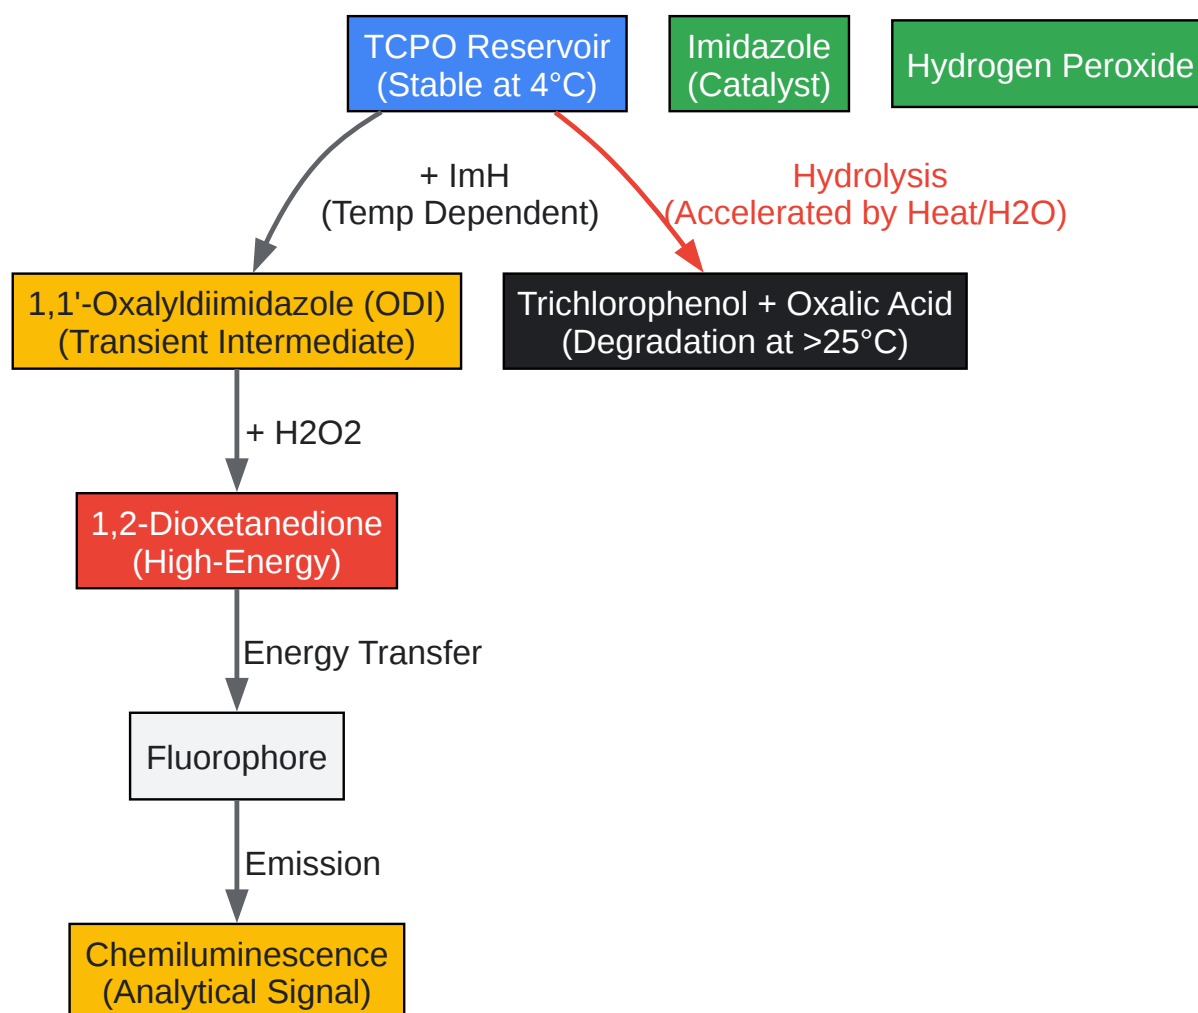 TCPO Reservoir
(Stable at 4°C)
Imidazole
(Catalyst)
Hydrogen Peroxide
+ ImH
(Temp Dependent)
Hydrolysis
(Accelerated by Heat/H2O)
1,1'-Oxalyldiimidazole (ODI)
(Transient Intermediate)
Trichlorophenol + Oxalic Acid
(Degradation at >25°C)
+ H2O2
1,2-Dioxetanedione
(High-Energy)
Energy Transfer
Fluorophore
Emission
Chemiluminescence
(Analytical Signal)